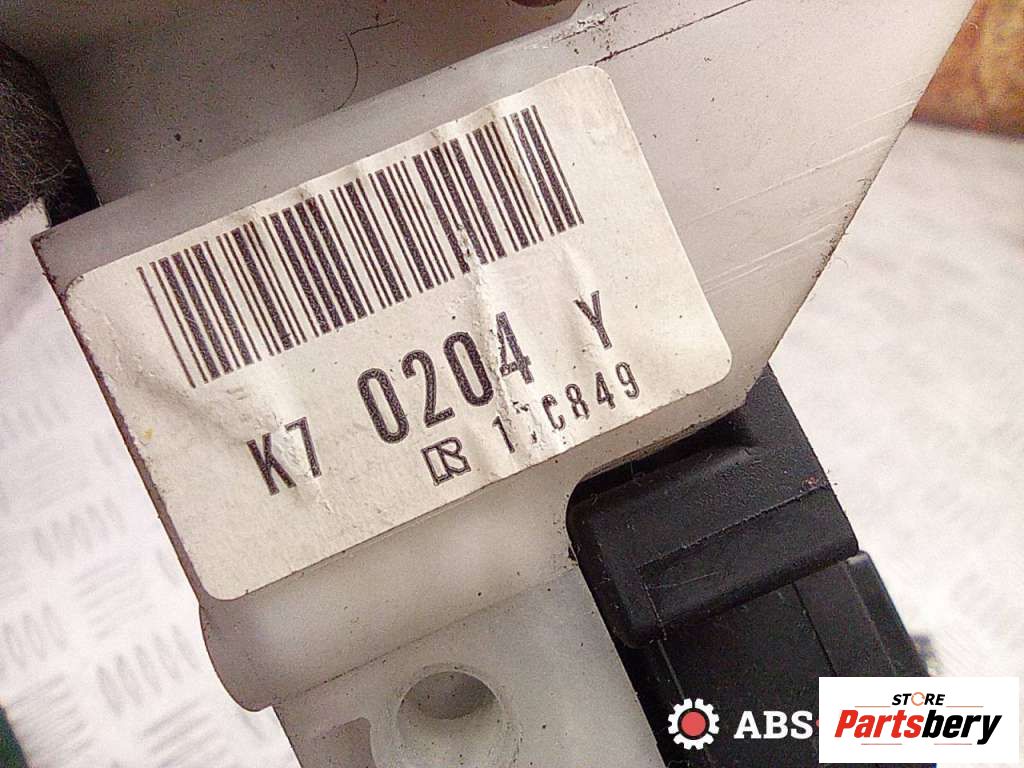 K7 0204 Y
C849
ABS-
STORE
Partsbery